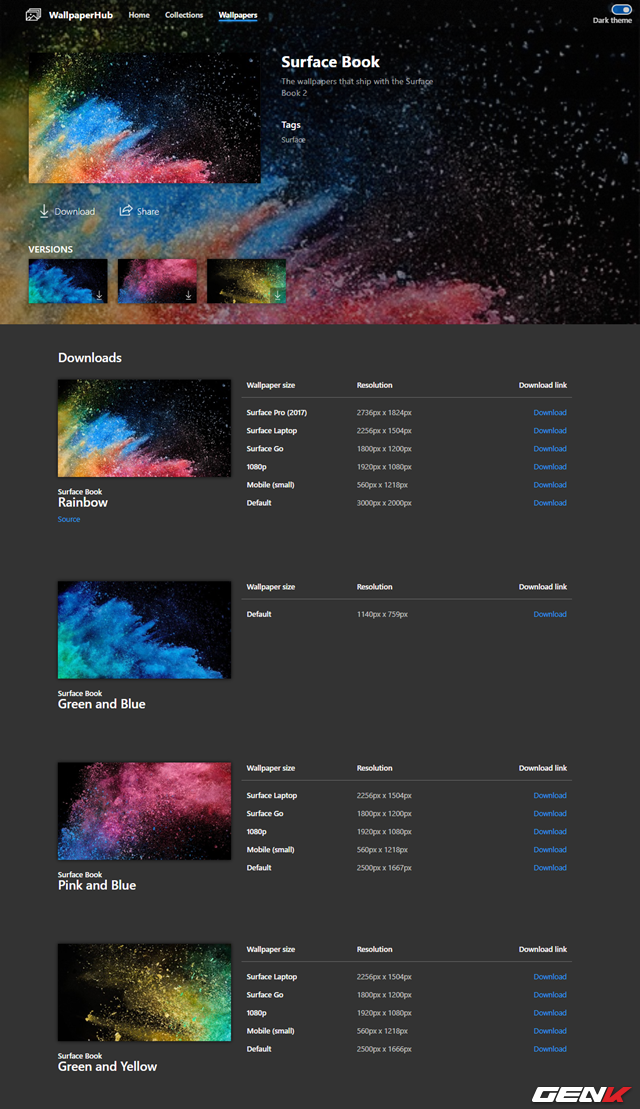 WallpaperHub Home Collections Wallpapers
Dark theme
Surface Book
The wallpapers that ship with the Surface
Book 2
Tags
Surface
Download Share
VERSIONS
Downloads
Wallpaper size Resolution Download link
Surface Pro (2017) 2736px x 1824px Download
Surface Laptop 2256px x 1504px Download
Surface Go 1800px x 1200px Download
1080p 1920px x 1080px Download
Mobile (small) 560px x 1218px Download
Default 3000px x 2000px Download
Surface Book
Rainbow
Source
Wallpaper size Resolution Download link
Default 1140px x 759px Download
Surface Book
Green and Blue
Wallpaper size Resolution Download link
Surface Laptop 2256px x 1504px Download
Surface Go 1800px x 1200px Download
1080p 1920px x 1080px Download
Mobile (small) 560px x 1218px Download
Default 2500px x 1667px Download
Surface Book
Pink and Blue
Wallpaper size Resolution Download link
Surface Laptop 2256px x 1504px Download
Surface Go 1800px x 1200px Download
1080p 1920px x 1080px Download
Mobile (small) 560px x 1218px Download
Default 2500px x 1666px Download
Surface Book
Green and Yellow
GENK